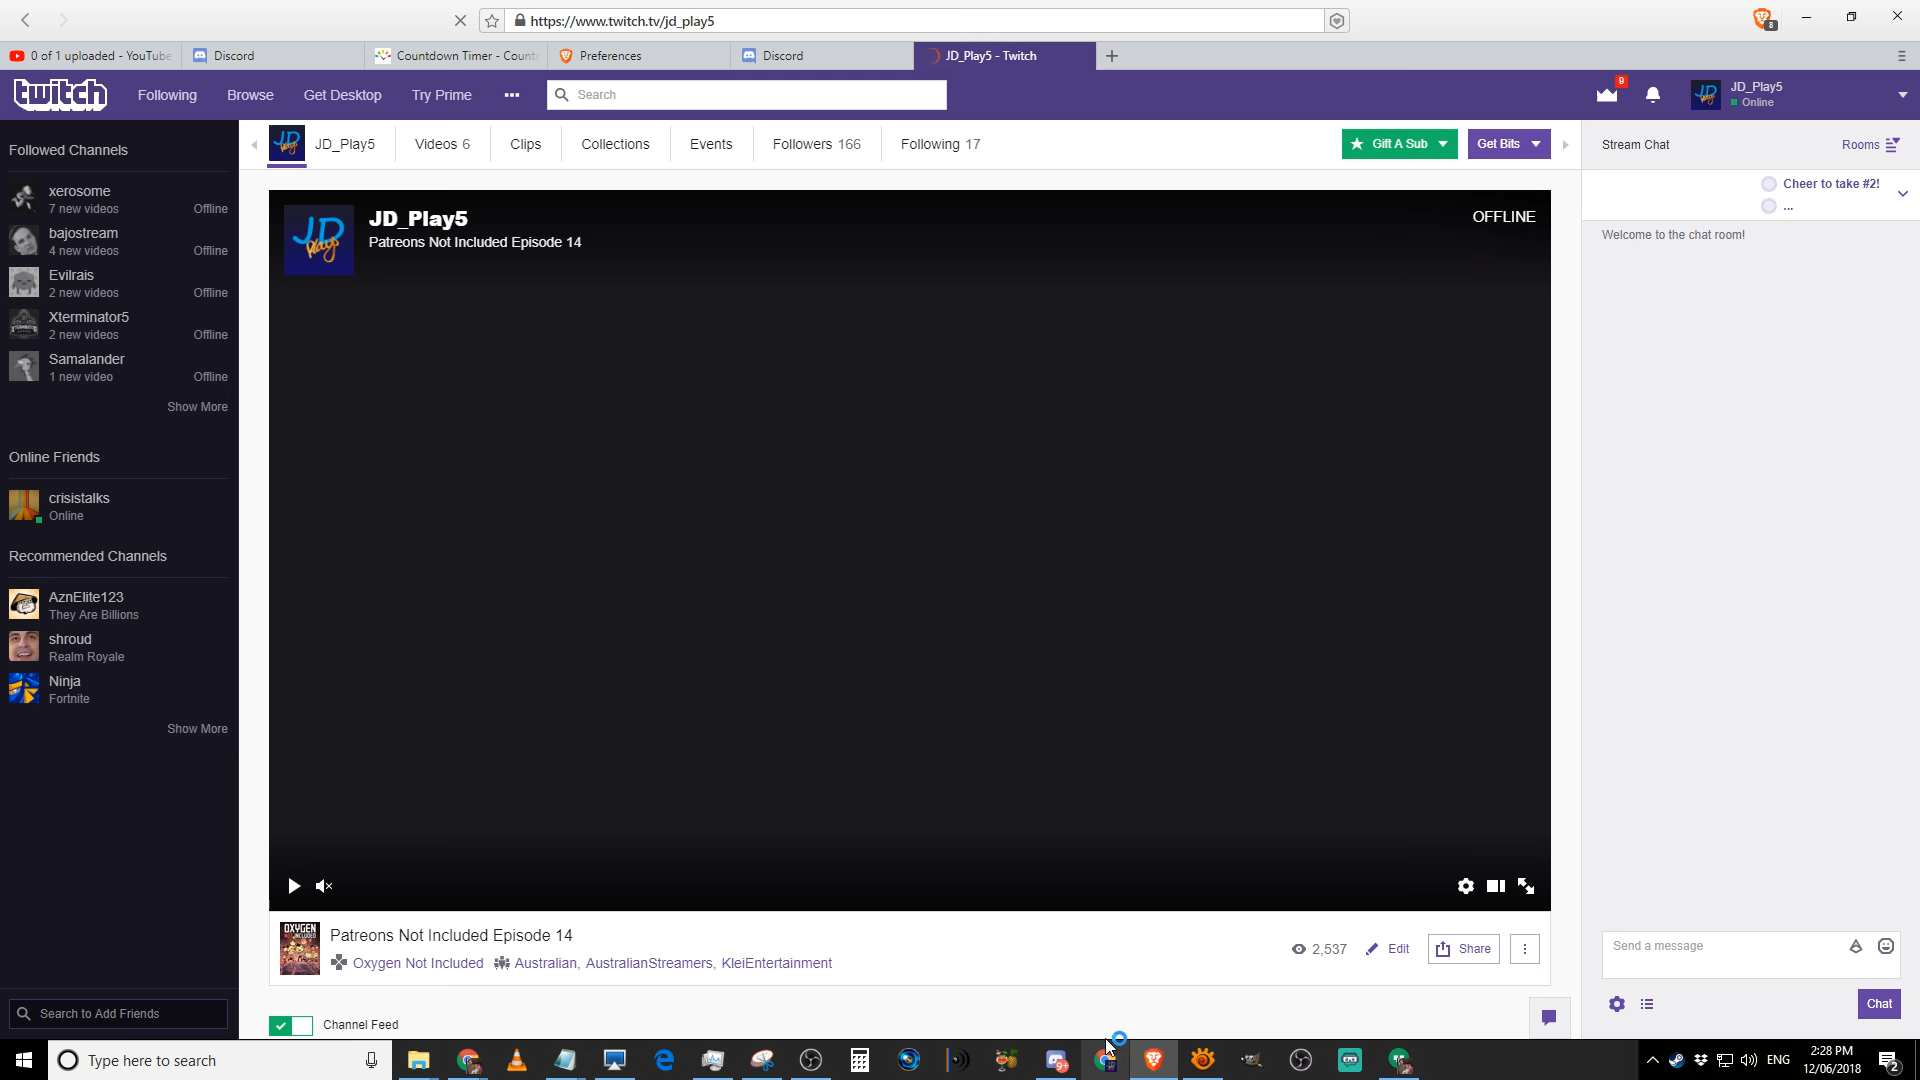 https://www.twitch.tv/jd_play5
0 of 1 uploaded - YouTube
Discord
Countdown Timer - Count
Preferences
Discord
JD_Play5 - Twitch
twitch
Following
Browse
Get Desktop
Try Prime
Search
9
JD_Play5
Online
Followed Channels
xerosome
7 new videos
Offline
bajostream
4 new videos
Offline
Evilrais
2 new videos
Offline
Xterminator5
2 new videos
Offline
Samalander
1 new video
Offline
Show More
Online Friends
crisistalks
Online
Recommended Channels
AznElite123
They Are Billions
shroud
Realm Royale
Ninja
Fortnite
Show More
Search to Add Friends
JD_Play5
Videos 6
Clips
Collections
Events
Followers 166
Following 17
Gift A Sub
Get Bits
JD Plays
JD_Play5
Patreons Not Included Episode 14
OFFLINE
OXYGEN
Patreons Not Included Episode 14
Oxygen Not Included
Australian, AustralianStreamers, KleiEntertainment
2,537
Edit
Share
Channel Feed
Stream Chat
Rooms
Cheer to take #2!
...
Welcome to the chat room!
Send a message
Chat
Type here to search
ENG
2:28 PM
12/06/2018
2